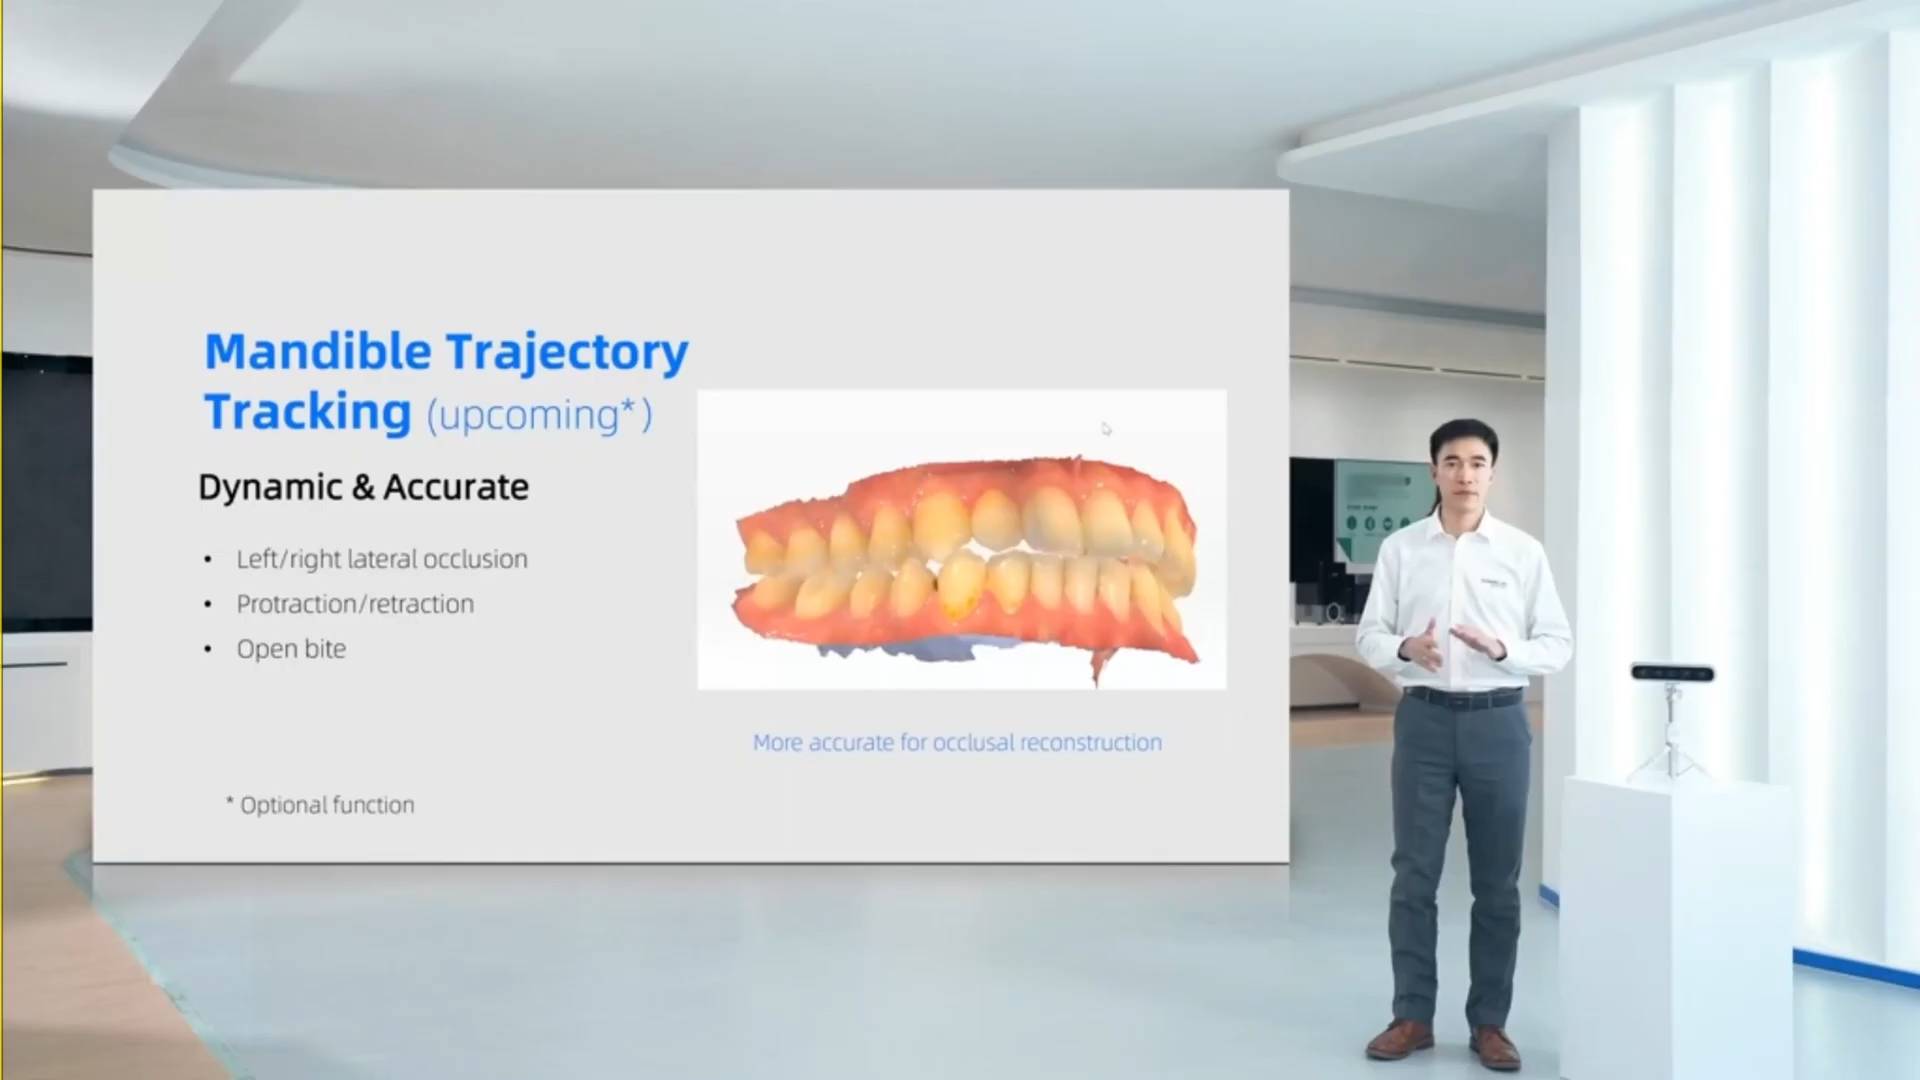 Mandible Trajectory
Tracking (upcoming*)
Dynamic & Accurate
• Left/right lateral occlusion
• Protraction/retraction
• Open bite
More accurate for occlusal reconstruction
* Optional function